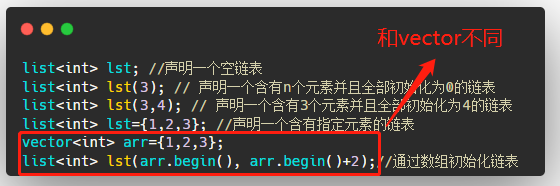 和vector不同
list<int> lst; //声明一个空链表
list<int> lst(3); // 声明一个含有n个元素并且全部初始化为0的链表
list<int> lst(3,4); // 声明一个含有3个元素并且全部初始化为4的链表
list<int> lst={1,2,3}; //声明一个含有指定元素的链表
vector<int> arr={1,2,3};
list<int> lst(arr.begin(), arr.begin()+2);//通过数组初始化链表